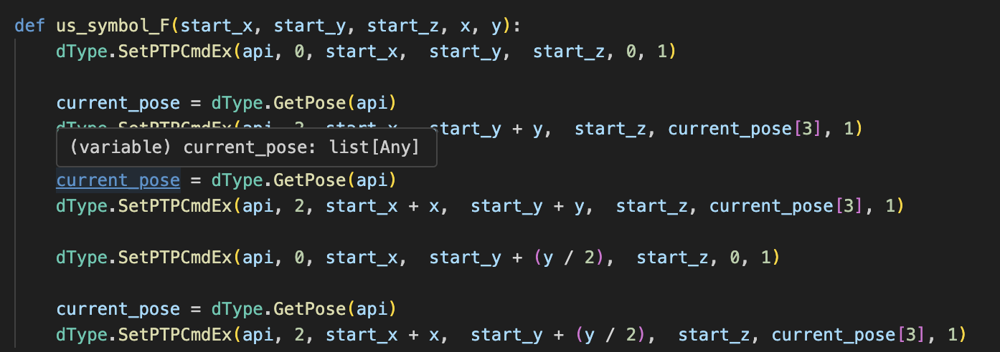 def us_symbol_F(start_x, start_y, start_z, x, y):
dType.SetPTPCmdEx(api, 0, start_x,  start_y,  start_z, 0, 1)
current_pose = dType.GetPose(api)
dType.SetPTPCmdEx(api, 2, start_x,  start_y + y,  start_z, current_pose[3], 1)
(variable) current_pose: list[Any]
current_pose = dType.GetPose(api)
dType.SetPTPCmdEx(api, 2, start_x + x,  start_y + y,  start_z, current_pose[3], 1)
dType.SetPTPCmdEx(api, 0, start_x,  start_y + (y / 2),  start_z, 0, 1)
current_pose = dType.GetPose(api)
dType.SetPTPCmdEx(api, 2, start_x + x,  start_y + (y / 2),  start_z, current_pose[3], 1)